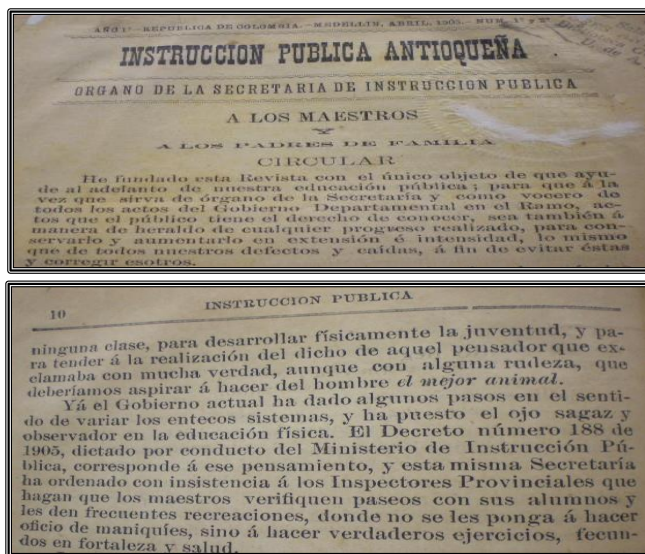 AÑO 1º REPUBLICA DE COLOMBIA.—MEDELLIN, ABRIL, 1905.—NUM. 1º y 2º
INSTRUCCION PUBLICA ANTIOQUEÑA
ORGANO DE LA SECRETARIA DE INSTRUCCION PUBLICA
A LOS MAESTROS
Y
A LOS PADRES DE FAMILIA
CIRCULAR
He fundado esta Revista con el único objeto de que ayu-
de al adelanto de nuestra educación pública; para que á la
vez que sirva de órgano de la Secretaría y como vocero de
todos los actos del Gobierno Departamental en el Ramo, ac-
tos que el público tiene el derecho de conocer, sea también á
manera de heraldo de cualquier progreso realizado, para con-
servarlo y aumentarlo en extensión é intensidad, lo mismo
que de todos nuestros defectos y caídas, á fin de evitar éstas
y corregir esotros.
10 INSTRUCCION PUBLICA
ninguna clase, para desarrollar físicamente la juventud, y pa-
ra tender á la realización del dicho de aquel pensador que ex-
clamaba con mucha verdad, aunque con alguna rudeza, que
deberíamos aspirar á hacer del hombre el mejor animal.
Yá el Gobierno actual ha dado algunos pasos en el senti-
do de variar los entecos sistemas, y ha puesto el ojo sagaz y
observador en la educación física. El Decreto número 188 de
1905, dictado por conducto del Ministerio de Instrucción Pú-
blica, corresponde á ese pensamiento, y esta misma Secretaría
ha ordenado con insistencia á los Inspectores Provinciales que
hagan que los maestros verifiquen paseos con sus alumnos y
les den frecuentes recreaciones, donde no se les ponga á hacer
oficio de maniquíes, sino á hacer verdaderos ejercicios, fecun-
dos en fortaleza y salud.